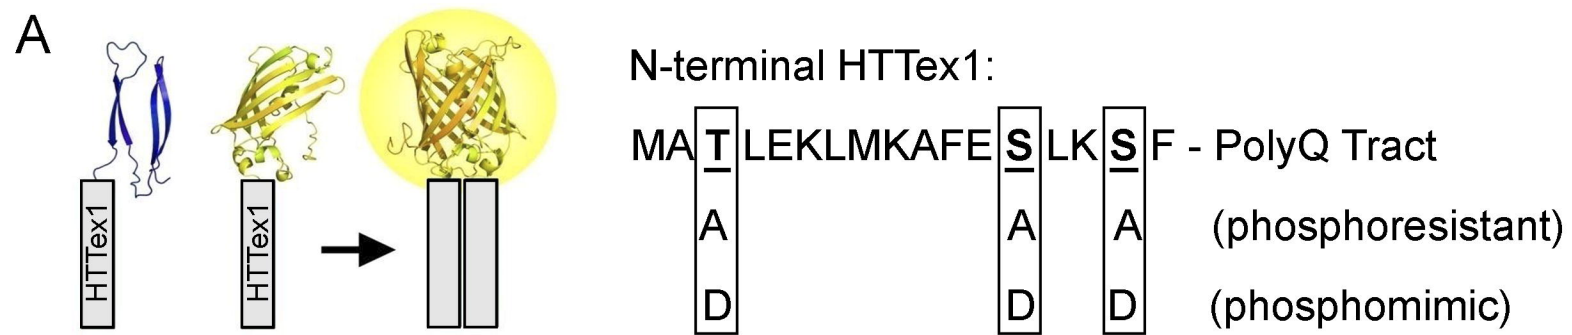 A
HTTex1
HTTex1
N-terminal HTTex1:
MA T LEKLMKAFE S LK S F - PolyQ Tract
A A A (phosphoresistant)
D D D (phosphomimic)